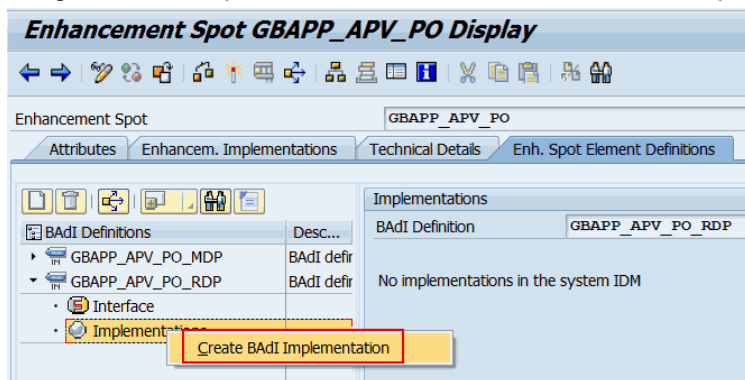 Enhancement Spot GBAPP_APV_PO Display
Enhancement Spot GBAPP_APV_PO
Attributes Enhancem. Implementations Technical Details Enh. Spot Element Definitions
Implementations
BAdI Definitions Desc... BAdI Definition GBAPP_APV_PO_RDP
GBAPP_APV_PO_MDP BAdI defir
GBAPP_APV_PO_RDP BAdI defir No implementations in the system IDM
Interface
Implementations
Create BAdI Implementation